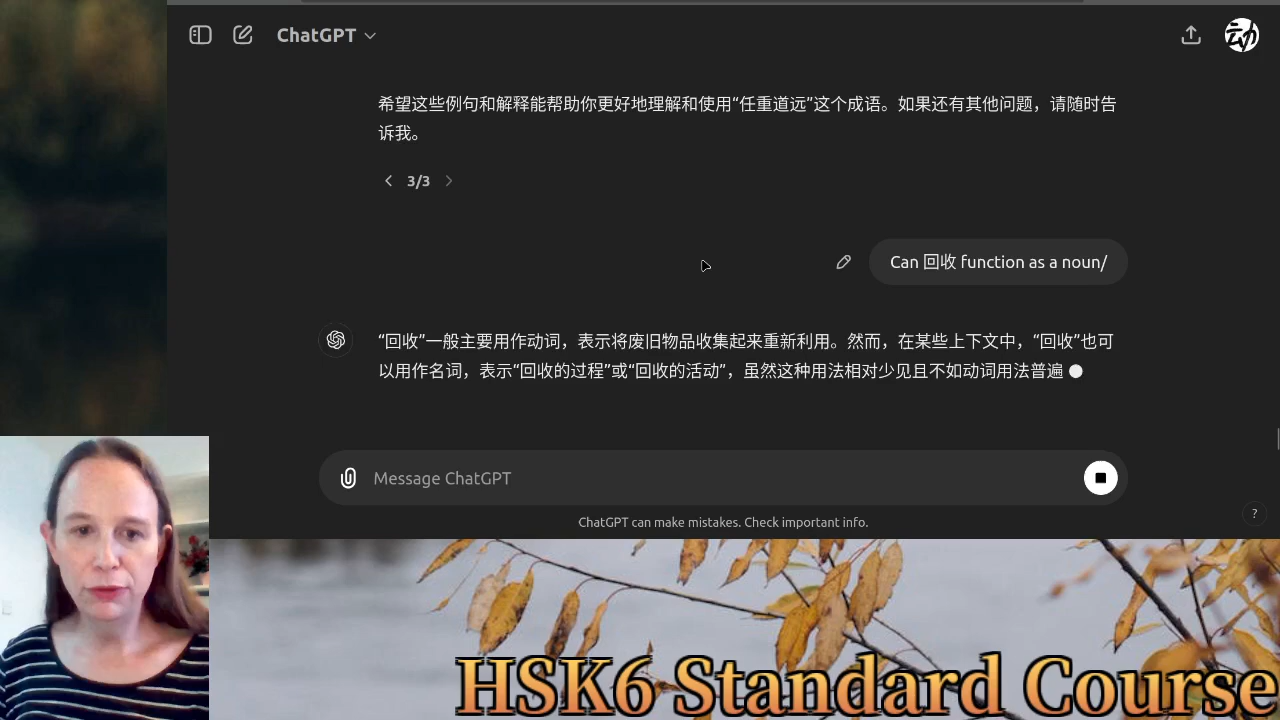 ChatGPT
动
希望这些例句和解释能帮助你更好地理解和使用“任重道远”这个成语。如果还有其他问题，请随时告
诉我。
3/3
Can 回收 function as a noun/
“回收”一般主要用作动词，表示将废旧物品收集起来重新利用。然而，在某些上下文中，“回收”也可
以用作名词，表示“回收的过程”或“回收的活动”，虽然这种用法相对少见且不如动词用法普遍
Message ChatGPT
ChatGPT can make mistakes. Check important info.
?
HSK6 Standard Course